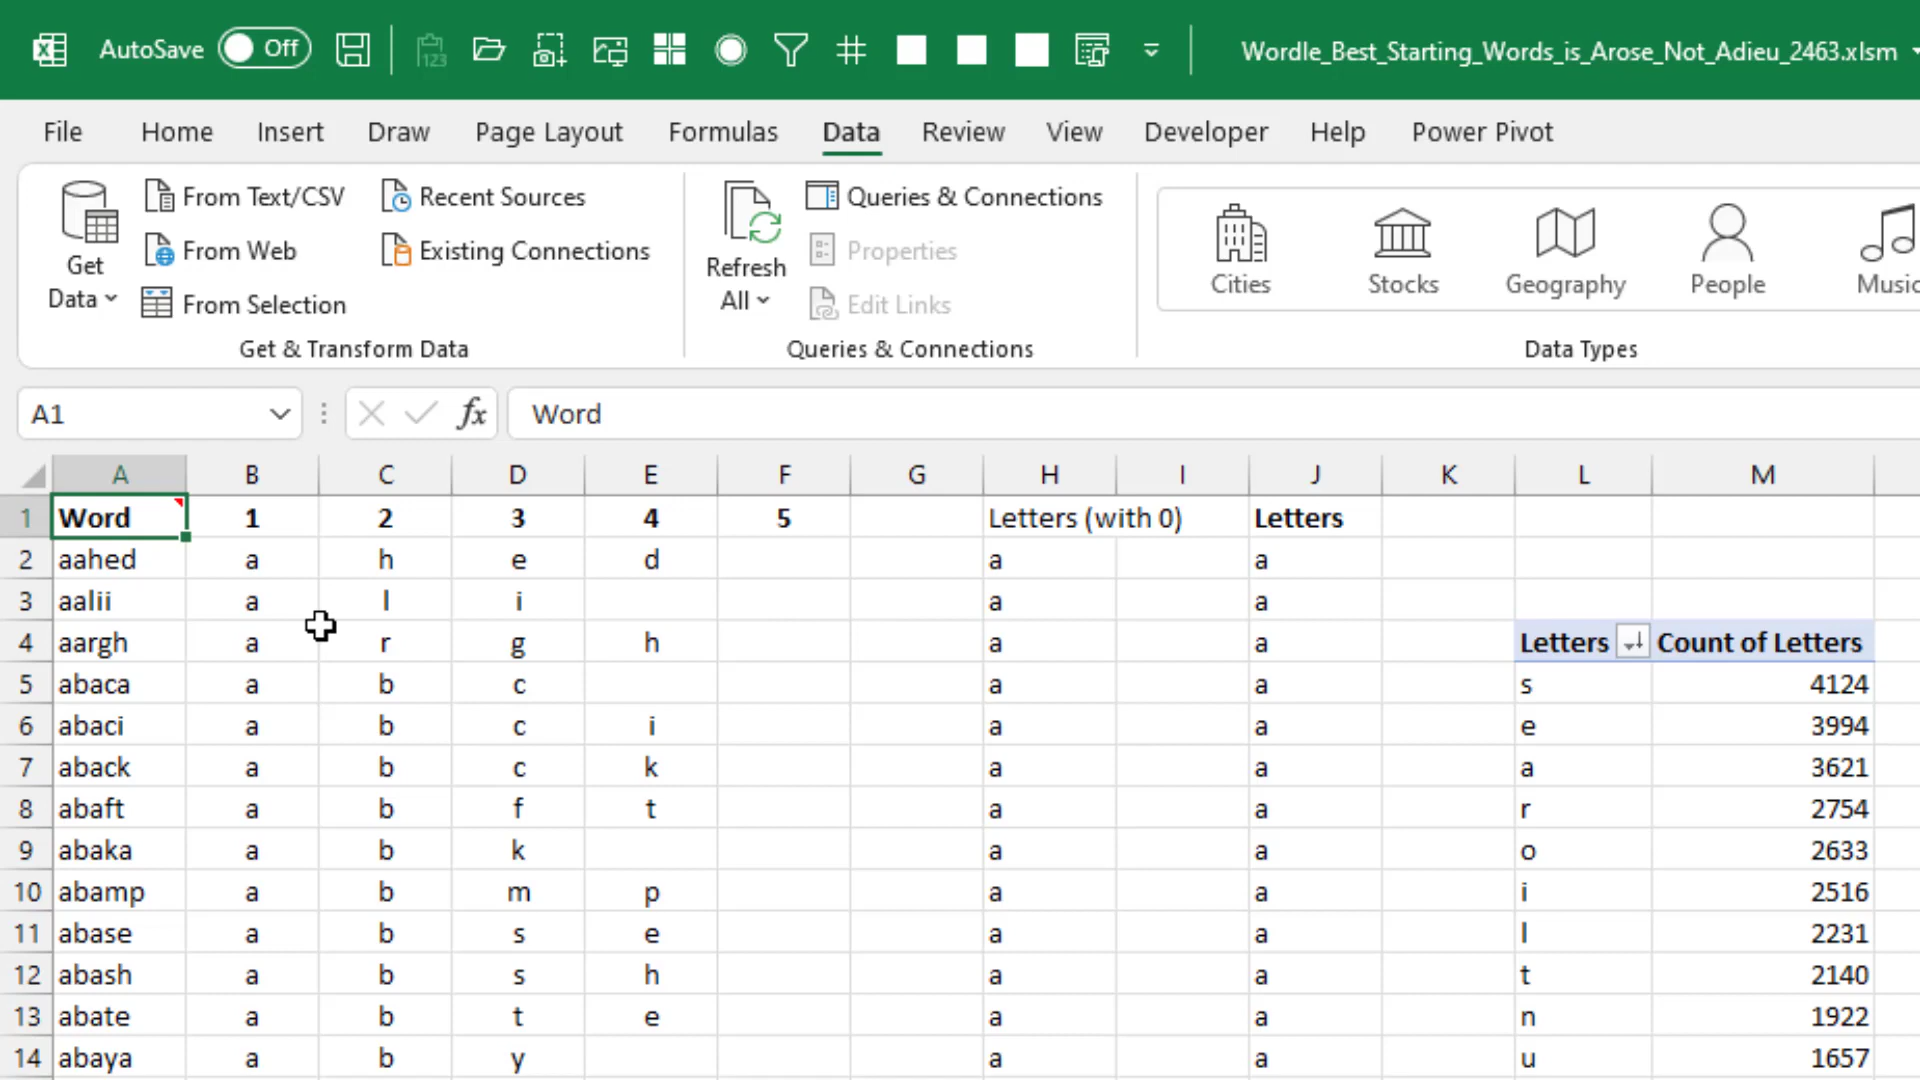 AutoSave Off 123 Wordle_Best_Starting_Words_is_Arose_Not_Adieu_2463.xlsm
File Home Insert Draw Page Layout Formulas Data Review View Developer Help Power Pivot
Get Data
From Text/CSV
From Web
From Selection
Recent Sources
Existing Connections
Get & Transform Data
Refresh All
Queries & Connections
Properties
Edit Links
Queries & Connections
Cities Stocks Geography People Music
Data Types
A1 fx Word
A B C D E F G H I J K L M
1 Word 1 2 3 4 5 Letters (with 0) Letters
2 aahed a h e d a a
3 aalii a l i a a
4 aargh a r g h a a Letters Count of Letters
5 abaca a b c a a s 4124
6 abaci a b c i a a e 3994
7 aback a b c k a a a 3621
8 abaft a b f t a a r 2754
9 abaka a b k a a o 2633
10 abamp a b m p a a i 2516
11 abase a b s e a a l 2231
12 abash a b s h a a t 2140
13 abate a b t e a a n 1922
14 abaya a b y a a u 1657